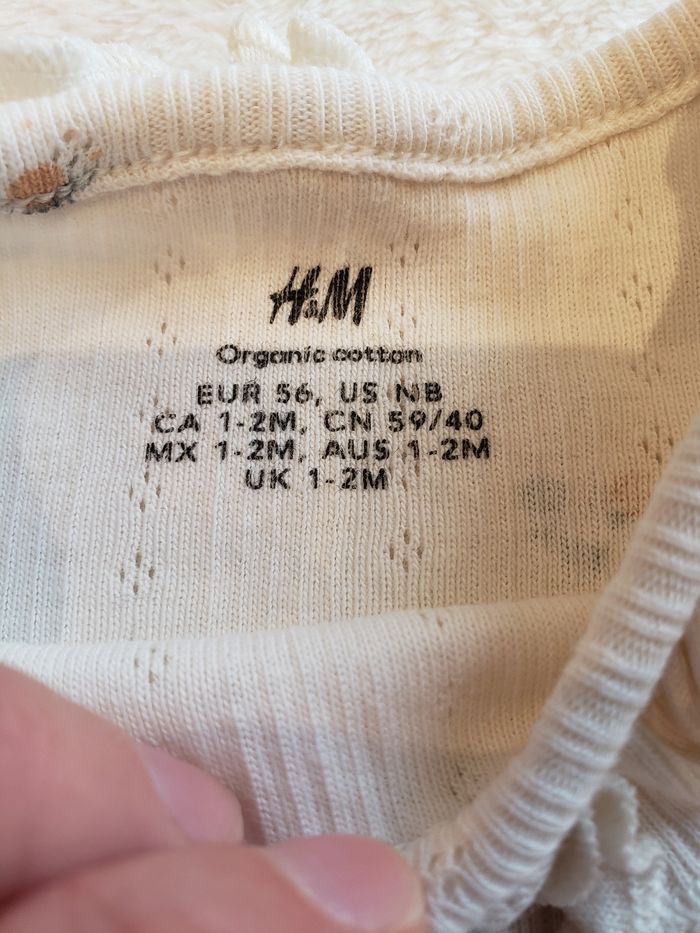 H&M
Organic cotton
EUR 56, US NB
CA 1-2M, CN 59/40
MX 1-2M, AUS 1-2M
UK 1-2M